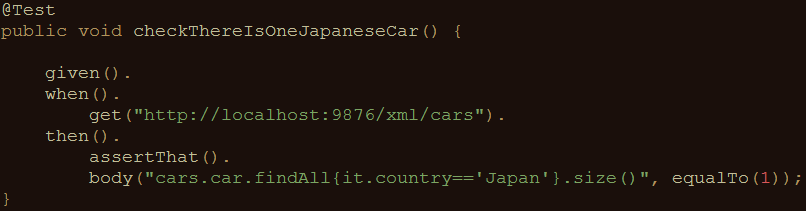 @Test
public void checkThereIsOneJapaneseCar() {
    given().
    when().
        get("http://localhost:9876/xml/cars").
    then().
        assertThat().
        body("cars.car.findAll{it.country=='Japan'}.size()", equalTo(1));
}